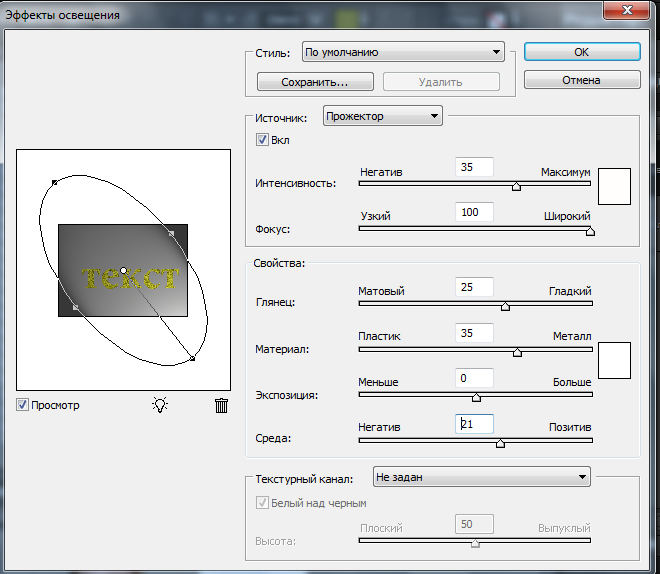 Эффекты освещения
Стиль: По умолчанию
OK
Сохранить... Удалить
Отмена
Источник: Прожектор
Вкл
Негатив 35 Максимум
Интенсивность:
Узкий 100 Широкий
Фокус:
Свойства:
Матовый 25 Гладкий
Глянец:
Пластик 35 Металл
Материал:
Меньше 0 Больше
Экспозиция:
Негатив 21 Позитив
Среда:
текст
Просмотр
Текстурный канал: Не задан
Белый над черным
Плоский 50 Выпуклый
Высота: